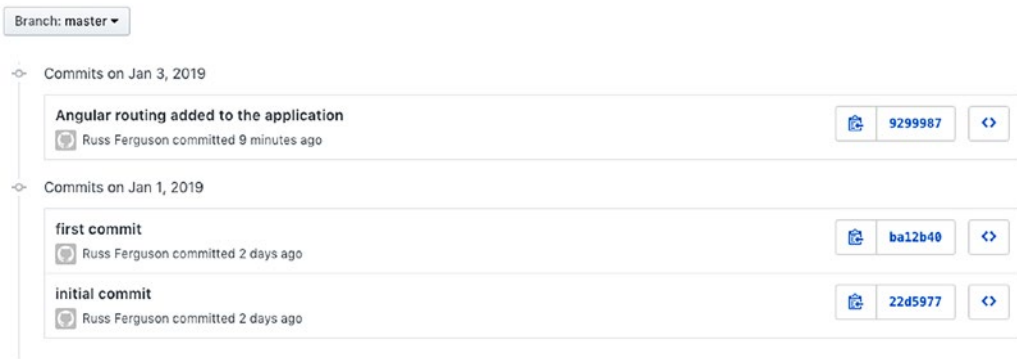 Branch: master
Commits on Jan 3, 2019
Angular routing added to the application
9299987
Russ Ferguson committed 9 minutes ago
Commits on Jan 1, 2019
first commit
ba12b40
Russ Ferguson committed 2 days ago
initial commit
22d5977
Russ Ferguson committed 2 days ago